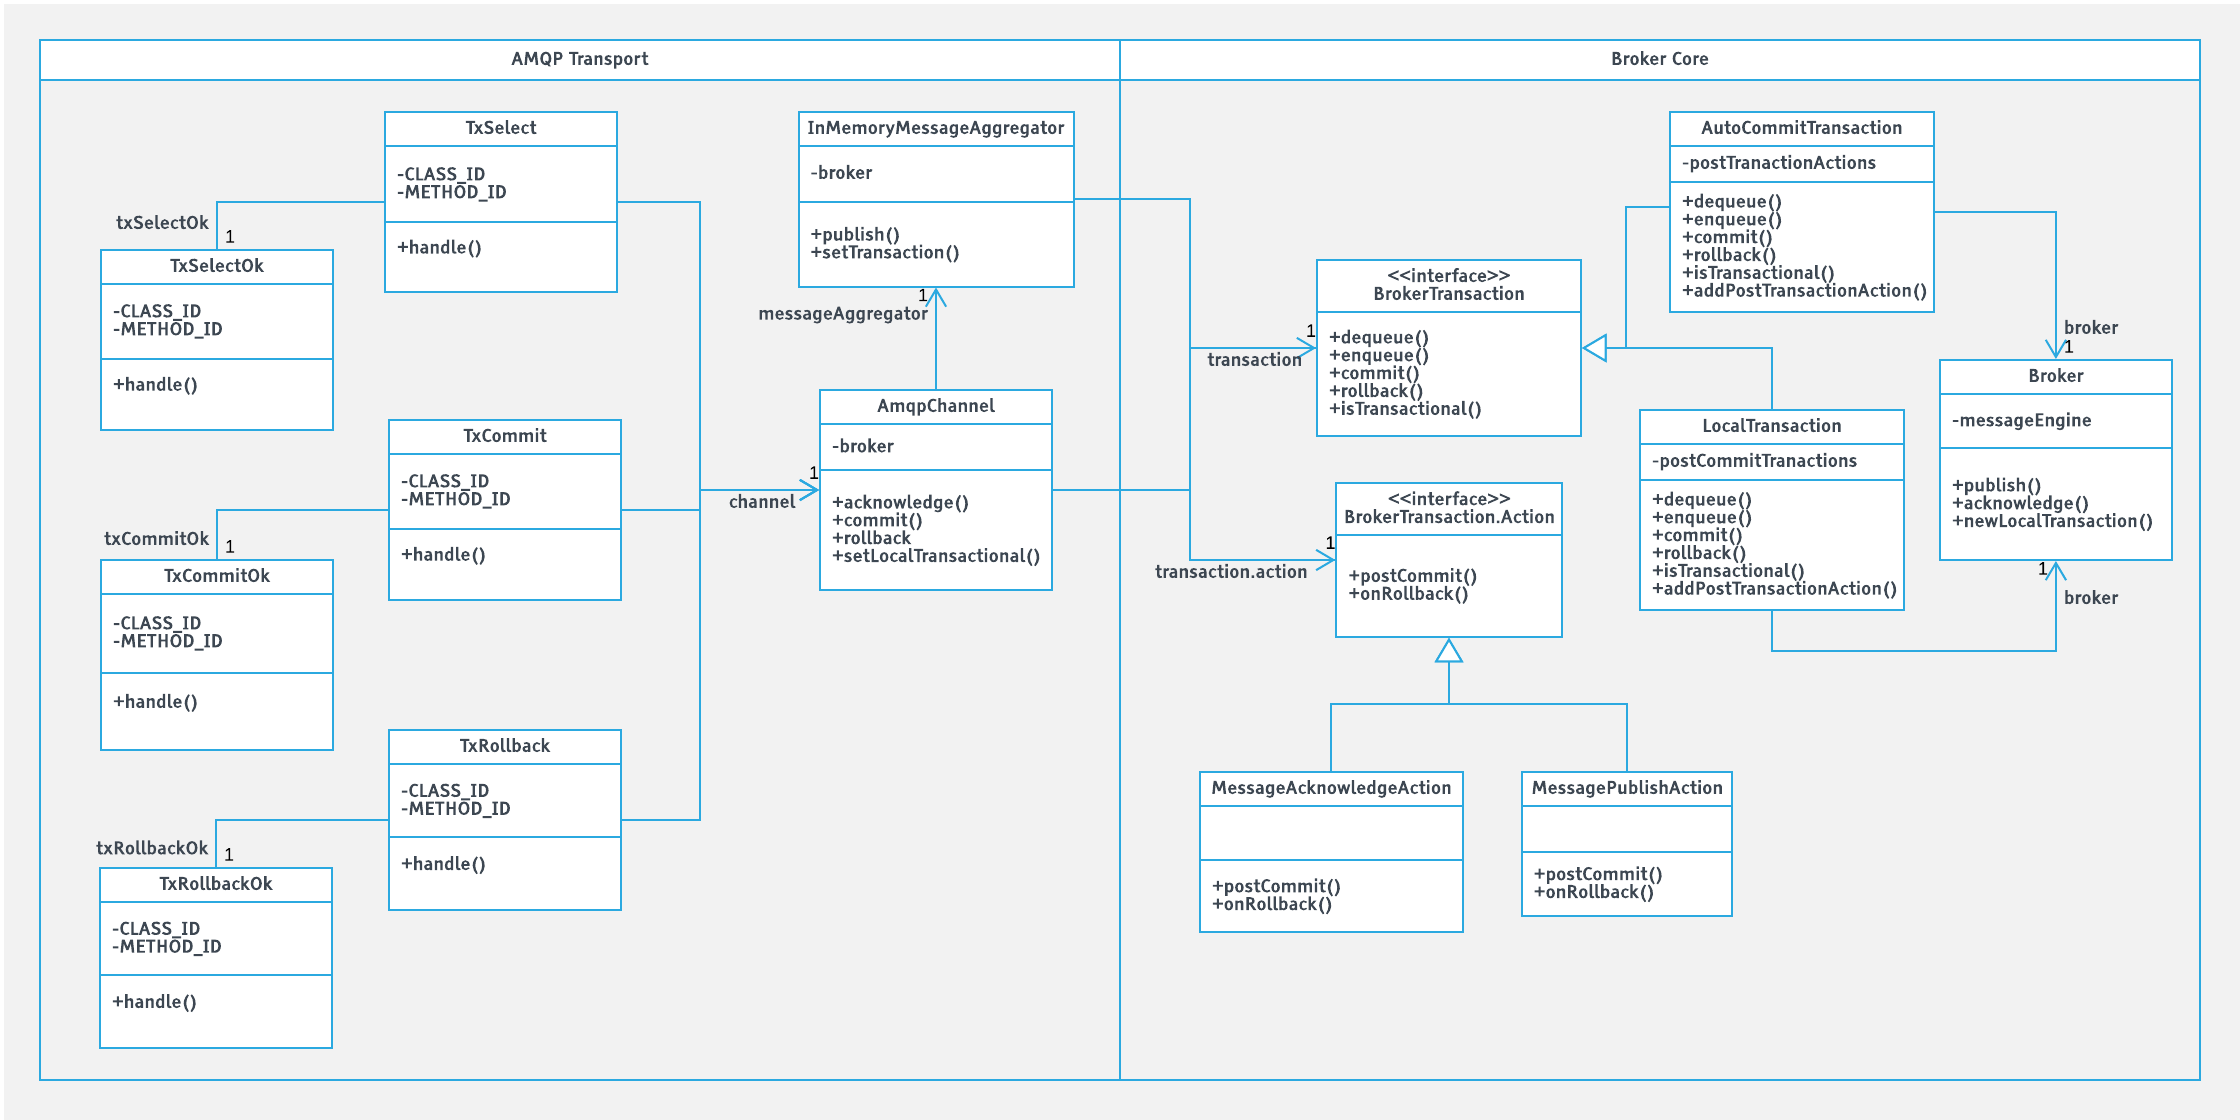 AMQP Transport
Broker Core
TxSelect
-CLASS_ID
-METHOD_ID
+handle()
txSelectOk
1
TxSelectOk
-CLASS_ID
-METHOD_ID
+handle()
TxCommit
-CLASS_ID
-METHOD_ID
+handle()
txCommitOk
1
TxCommitOk
-CLASS_ID
-METHOD_ID
+handle()
TxRollback
-CLASS_ID
-METHOD_ID
+handle()
txRollbackOk
1
TxRollbackOk
-CLASS_ID
-METHOD_ID
+handle()
InMemoryMessageAggregator
-broker
+publish()
+setTransaction()
1
messageAggregator
AmqpChannel
-broker
+acknowledge()
+commit()
+rollback
+setLocalTransactional()
1
channel
<<interface>>
BrokerTransaction
+dequeue()
+enqueue()
+commit()
+rollback()
+isTransactional()
1
transaction
<<interface>>
BrokerTransaction.Action
+postCommit()
+onRollback()
1
transaction.action
MessageAcknowledgeAction
+postCommit()
+onRollback()
MessagePublishAction
+postCommit()
+onRollback()
AutoCommitTransaction
-postTranactionActions
+dequeue()
+enqueue()
+commit()
+rollback()
+isTransactional()
+addPostTransactionAction()
LocalTransaction
-postCommitTranactions
+dequeue()
+enqueue()
+commit()
+rollback()
+isTransactional()
+addPostTransactionAction()
broker
1
Broker
-messageEngine
+publish()
+acknowledge()
+newLocalTransaction()
1
broker